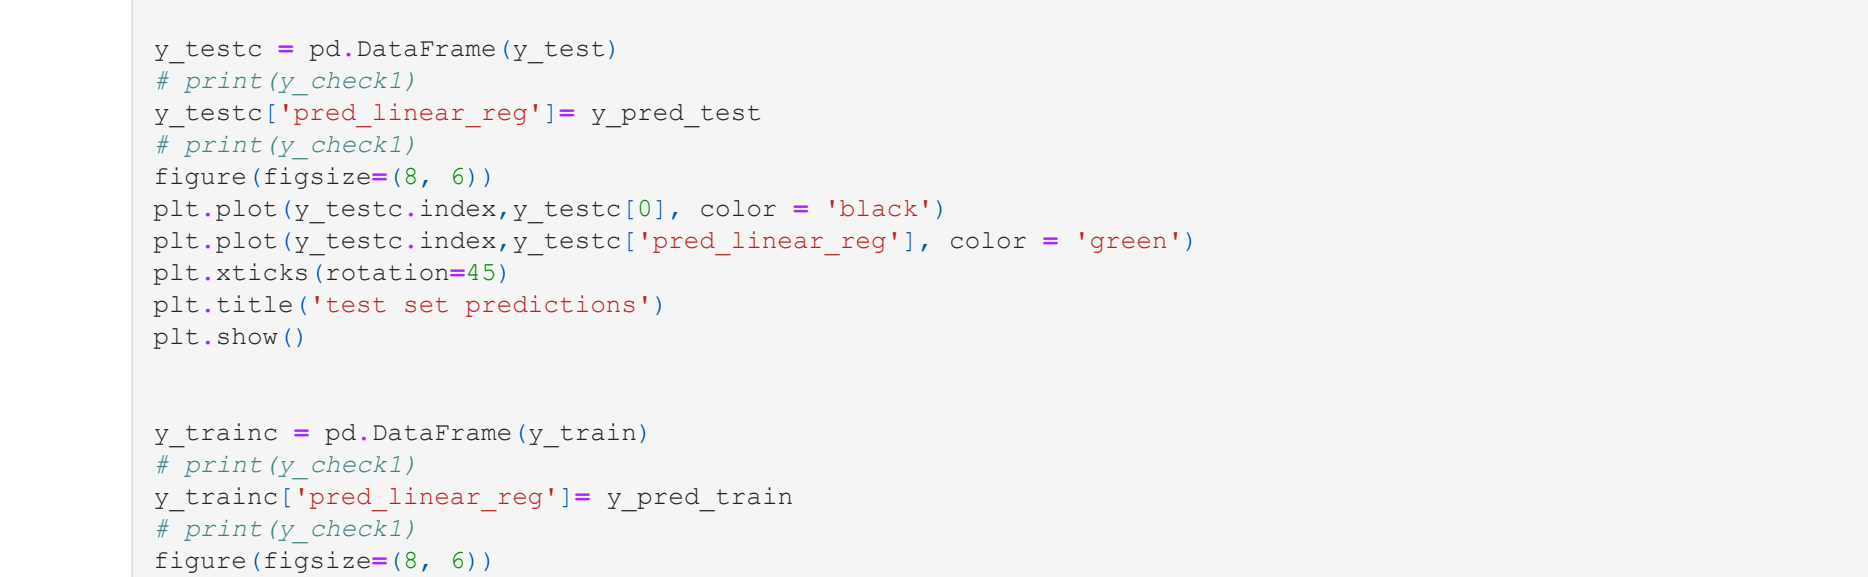 y_testc = pd.DataFrame(y_test)
# print(y_check1)
y_testc['pred_linear_reg']= y_pred_test
# print(y_check1)
figure(figsize=(8, 6))
plt.plot(y_testc.index,y_testc[0], color = 'black')
plt.plot(y_testc.index,y_testc['pred_linear_reg'], color = 'green')
plt.xticks(rotation=45)
plt.title('test set predictions')
plt.show()
y_trainc = pd.DataFrame(y_train)
# print(y_check1)
y_trainc['pred_linear_reg']= y_pred_train
# print(y_check1)
figure(figsize=(8, 6))